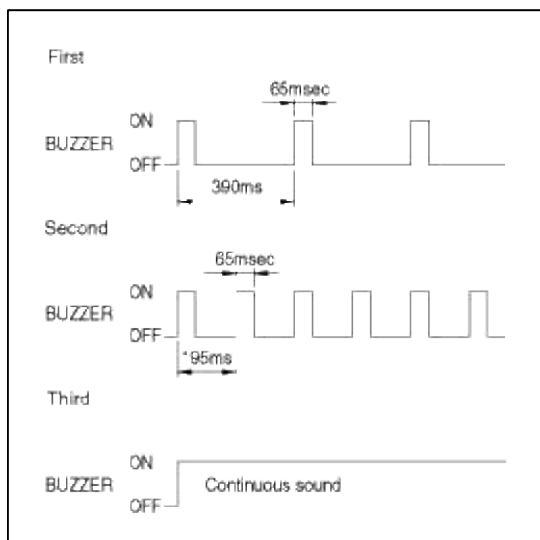 First
65msec
ON
BUZZER
OFF
390ms
Second
65msec
ON
BUZZER
OFF
95ms
Third
ON
BUZZER
Continuous sound
OFF